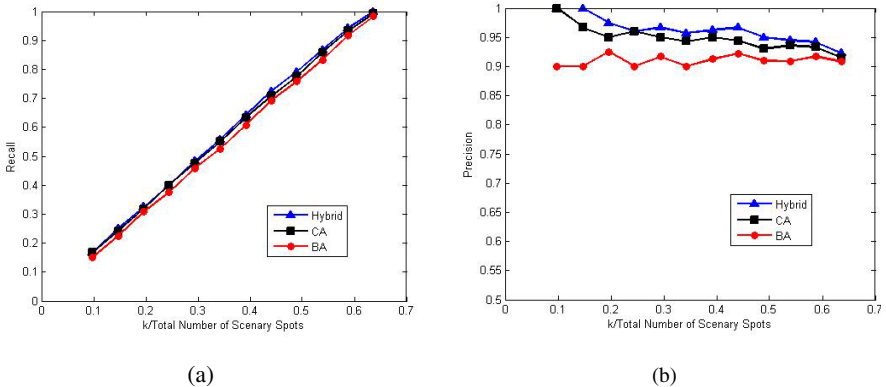 1
0.9
0.8
0.7
0.6
0.5
0.4
0.3
0.2
0.1
0
Recall
0 0.1 0.2 0.3 0.4 0.5 0.6 0.7
k/Total Number of Scenary Spots
Hybrid
CA
BA
(a)
1
0.95
0.9
0.85
0.8
0.75
0.7
0.65
0.6
0.55
0.5
Precision
0 0.1 0.2 0.3 0.4 0.5 0.6 0.7
k/Total Number of Scenary Spots
Hybrid
CA
BA
(b)